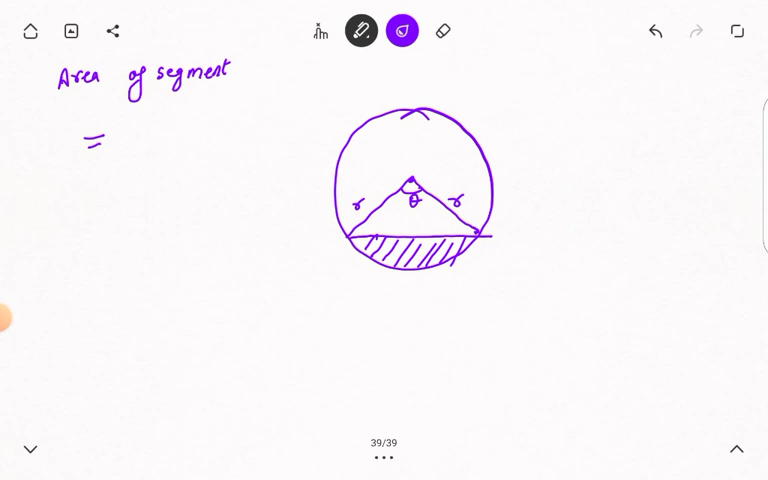 Area of segment
=
r r
θ
39/39